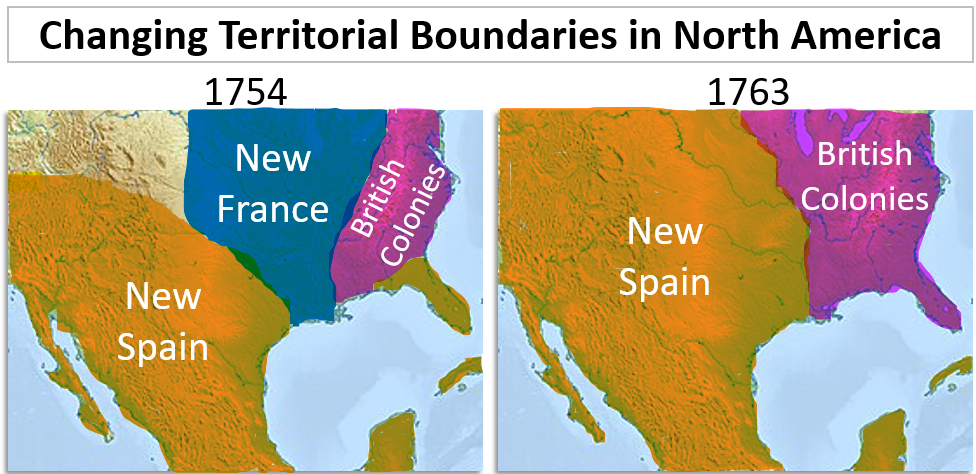 Changing Territorial Boundaries in North America
1754
1763
New
France
British
Colonies
New
Spain
British
Colonies
New
Spain